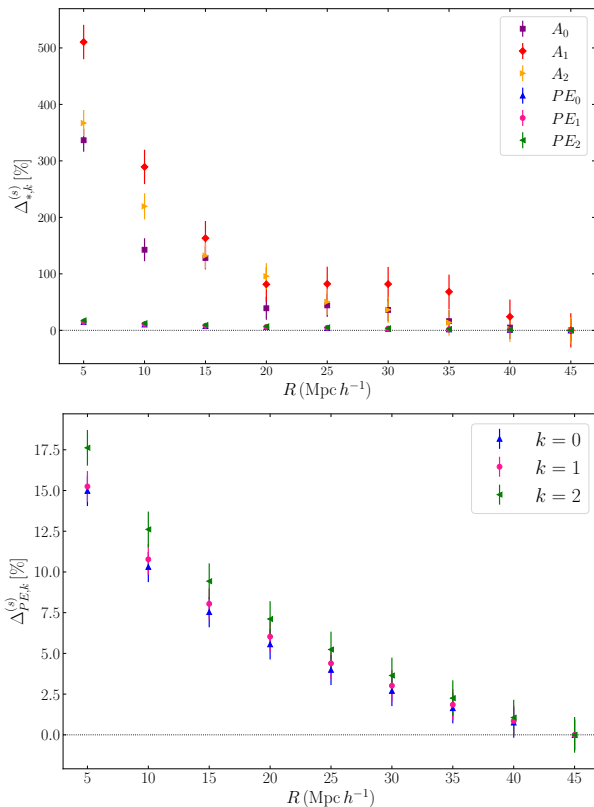 500
400
300
200
100
0
Δ^{(s)}_{*,k} [%]
A_0
A_1
A_2
PE_0
PE_1
PE_2
5 10 15 20 25 30 35 40 45
R (Mpc h^{-1})
17.5
15.0
12.5
10.0
7.5
5.0
2.5
0.0
Δ^{(s)}_{PE,k} [%]
k = 0
k = 1
k = 2
5 10 15 20 25 30 35 40 45
R (Mpc h^{-1})